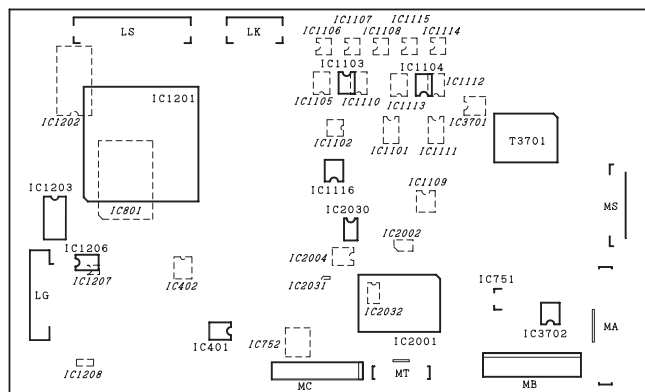 LS
LK
IC1106
IC1107
IC1108
IC1115
IC1114
IC1103
IC1104
IC1112
IC1201
IC1202
IC1105
IC1110
IC1113
IC3701
IC1102
IC1101
IC1111
T3701
IC1116
IC1109
IC1203
IC801
IC2030
IC2002
MS
IC1206
IC1207
IC402
IC2004
IC2031
IC2032
IC751
LG
MA
IC401
IC752
IC2001
IC3702
IC1208
MC
MT
MB